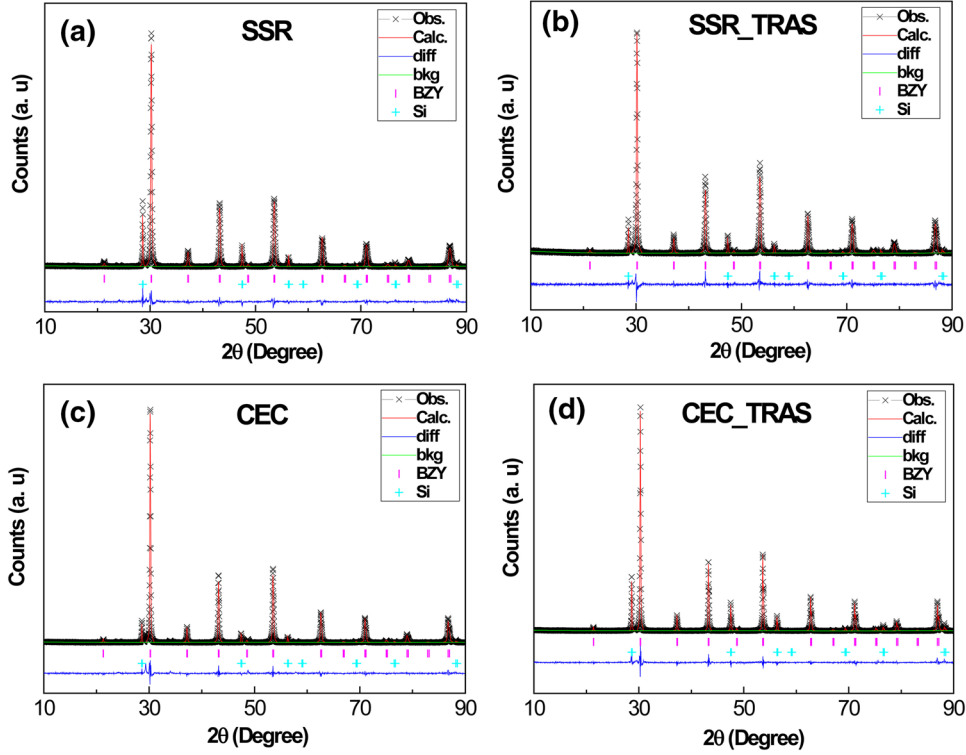 (a)
SSR
Obs.
Calc.
diff
bkg
BZY
Si
Counts (a. u)
10
30
50
70
90
2θ (Degree)
(b)
SSR_TRAS
Obs.
Calc.
diff
bkg
BZY
Si
Counts (a. u)
10
30
50
70
90
2θ (Degree)
(c)
CEC
Obs.
Calc.
diff
bkg
BZY
Si
Counts (a. u)
10
30
50
70
90
2θ (Degree)
(d)
CEC_TRAS
Obs.
Calc.
diff
bkg
BZY
Si
Counts (a. u)
10
30
50
70
90
2θ (Degree)